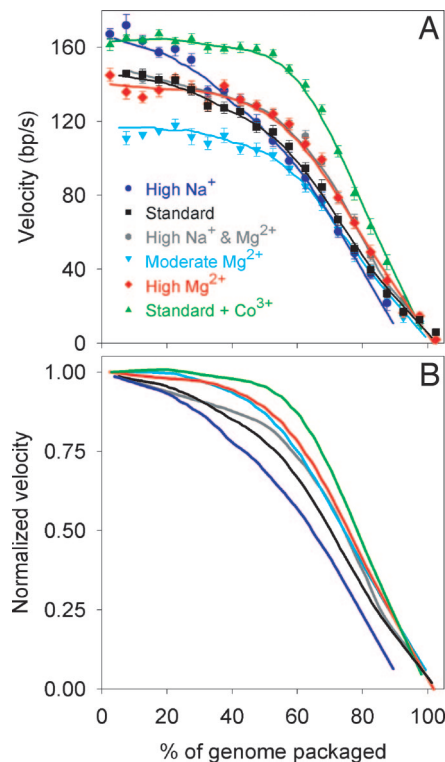 A
160
120
80
40
0
Velocity (bp/s)
High Na⁺
Standard
High Na⁺ & Mg²⁺
Moderate Mg²⁺
High Mg²⁺
Standard + Co³⁺
B
1.00
0.75
0.50
0.25
0.00
Normalized velocity
0 20 40 60 80 100
% of genome packaged